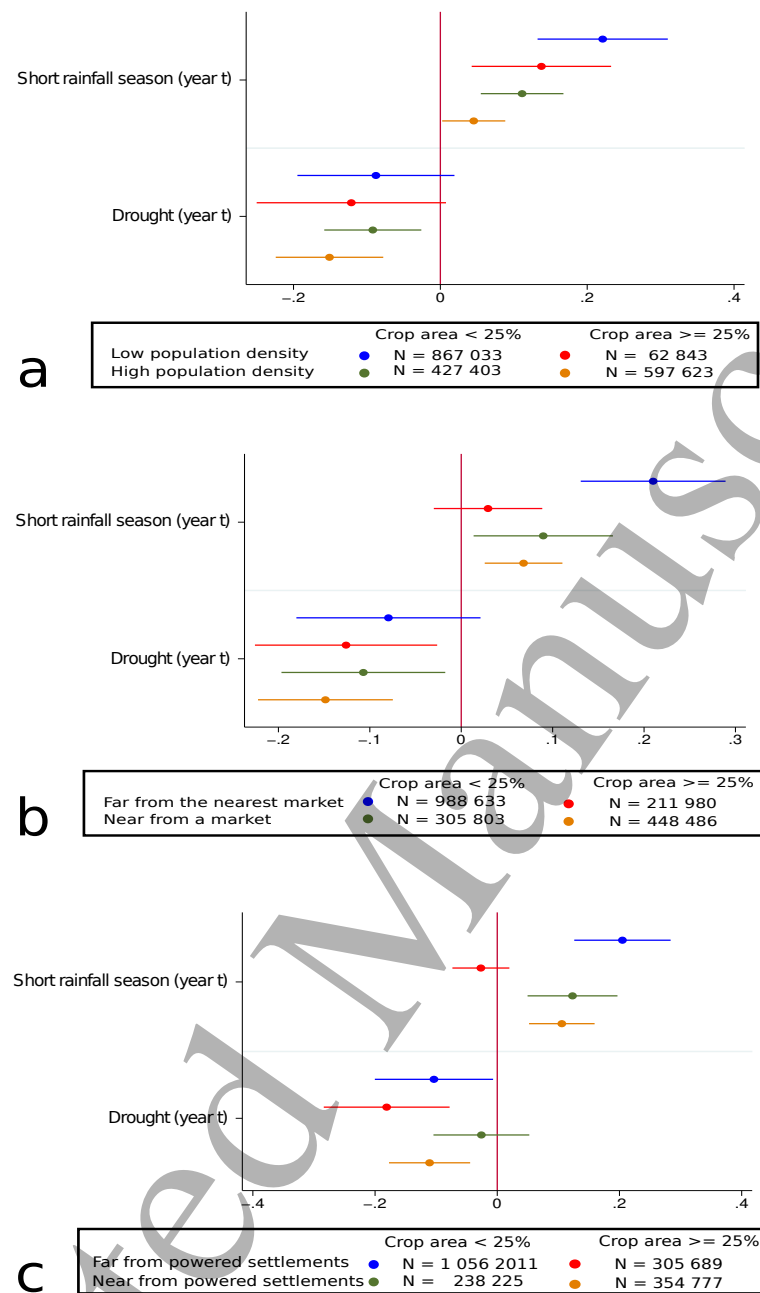 Short rainfall season (year t)
Drought (year t)
-.2 0 .2 .4
a
Crop area < 25% Crop area >= 25%
Low population density N = 867 033 N = 62 843
High population density N = 427 403 N = 597 623
Short rainfall season (year t)
Drought (year t)
-.2 -.1 0 .1 .2 .3
b
Crop area < 25% Crop area >= 25%
Far from the nearest market N = 988 633 N = 211 980
Near from a market N = 305 803 N = 448 486
Short rainfall season (year t)
Drought (year t)
-.4 -.2 0 .2 .4
c
Crop area < 25% Crop area >= 25%
Far from powered settlements N = 1 056 2011 N = 305 689
Near from powered settlements N = 238 225 N = 354 777
ted Manusc